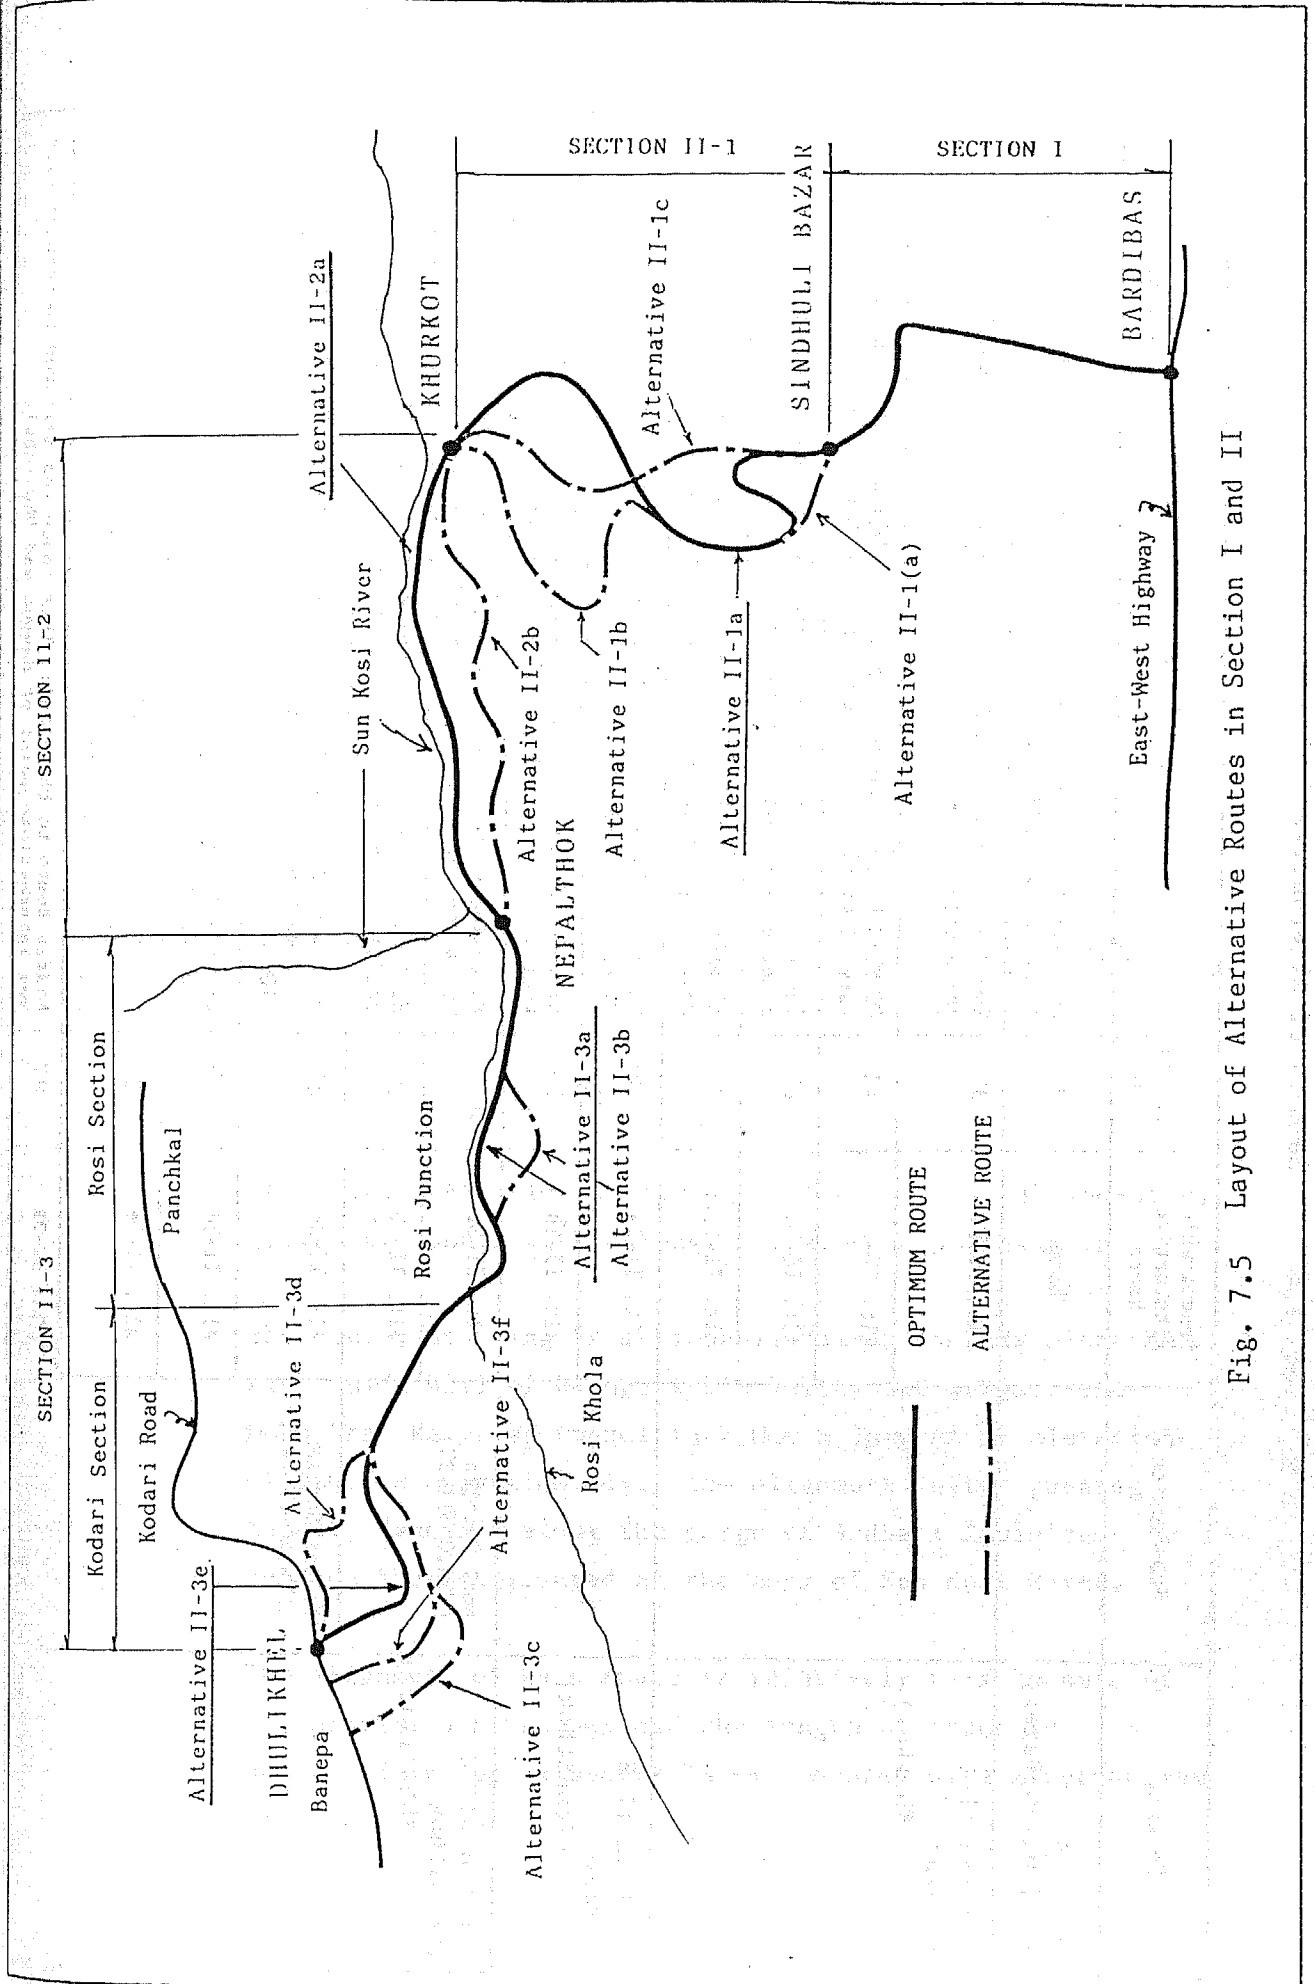 SECTION II-3
SECTION II-2
Kodari Section
Rosi Section
Kodari Road
Panchkal
Alternative II-3e
DHULIKHEL
Banepa
Alternative II-3d
Rosi Junction
Sun Kosi River
Alternative II-2a
KHURKOT
Alternative II-3f
Alternative II-3c
Rosi Khola
Alternative II-3a
Alternative II-3b
NEPALTHOK
Alternative II-2b
Alternative II-1b
Alternative II-1c
SECTION II-1
Alternative II-1a
SINDHULI BAZAR
Alternative II-1(a)
SECTION I
OPTIMUM ROUTE
ALTERNATIVE ROUTE
East-West Highway
BARDIBAS
Fig. 7.5 Layout of Alternative Routes in Section I and II